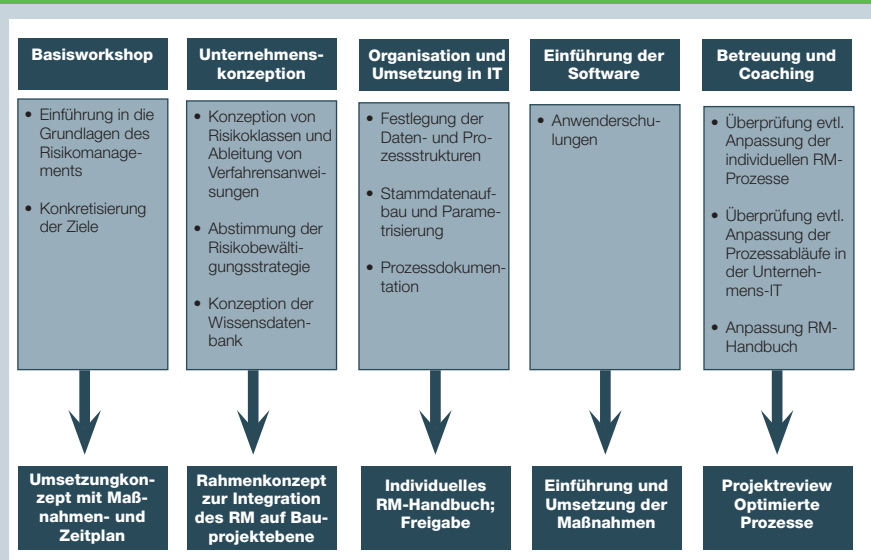 Basisworkshop
Unternehmens-
konzeption
Organisation und
Umsetzung in IT
Einführung der
Software
Betreuung und
Coaching
• Einführung in die
Grundlagen des
Risikomanage-
ments
• Konkretisierung
der Ziele
• Konzeption von
Risikoklassen und
Ableitung von
Verfahrensanwei-
sungen
• Abstimmung der
Risikobewälti-
gungsstrategie
• Konzeption der
Wissensdaten-
bank
• Festlegung der
Daten- und Pro-
zessstrukturen
• Stammdatenauf-
bau und Parame-
trisierung
• Prozessdokumen-
tation
• Anwenderschu-
lungen
• Überprüfung evtl.
Anpassung der
individuellen RM-
Prozesse
• Überprüfung evtl.
Anpassung der
Prozessabläufe in
der Unterneh-
mens-IT
• Anpassung RM-
Handbuch
Umsetzungkon-
zept mit Maß-
nahmen- und
Zeitplan
Rahmenkonzept
zur Integration
des RM auf Bau-
projektebene
Individuelles
RM-Handbuch;
Freigabe
Einführung und
Umsetzung der
Maßnahmen
Projektreview
Optimierte
Prozesse